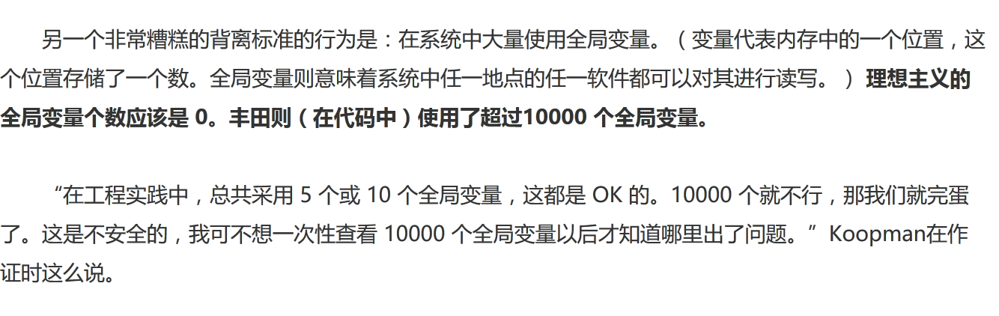 另一个非常糟糕的背离标准的行为是：在系统中大量使用全局变量。（变量代表内存中的一个位置，这
个位置存储了一个数。全局变量则意味着系统中任一地点的任一软件都可以对其进行读写。 ） 理想主义的
全局变量个数应该是 0。丰田则（在代码中）使用了超过10000 个全局变量。
“在工程实践中，总共采用 5 个或 10 个全局变量，这都是 OK 的。10000 个就不行，那我们就完蛋
了。这是不安全的，我可不想一次性查看 10000 个全局变量以后才知道哪里出了问题。”Koopman在作
证时这么说。